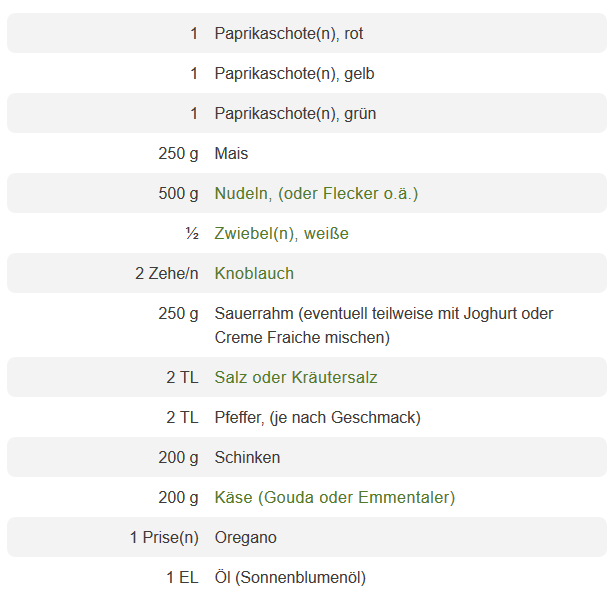 1 Paprikaschote(n), rot
1 Paprikaschote(n), gelb
1 Paprikaschote(n), grün
250 g Mais
500 g Nudeln, (oder Flecker o.ä.)
½ Zwiebel(n), weiße
2 Zehe/n Knoblauch
250 g Sauerrahm (eventuell teilweise mit Joghurt oder
Creme Fraiche mischen)
2 TL Salz oder Kräutersalz
2 TL Pfeffer, (je nach Geschmack)
200 g Schinken
200 g Käse (Gouda oder Emmentaler)
1 Prise(n) Oregano
1 EL Öl (Sonnenblumenöl)